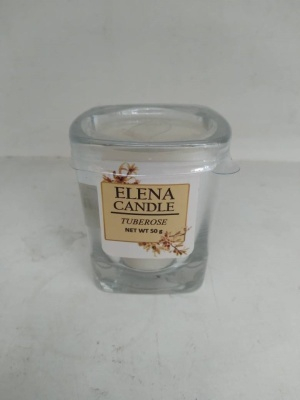 ELENA
CANDLE
TUBEROSE
NET WT 50 g